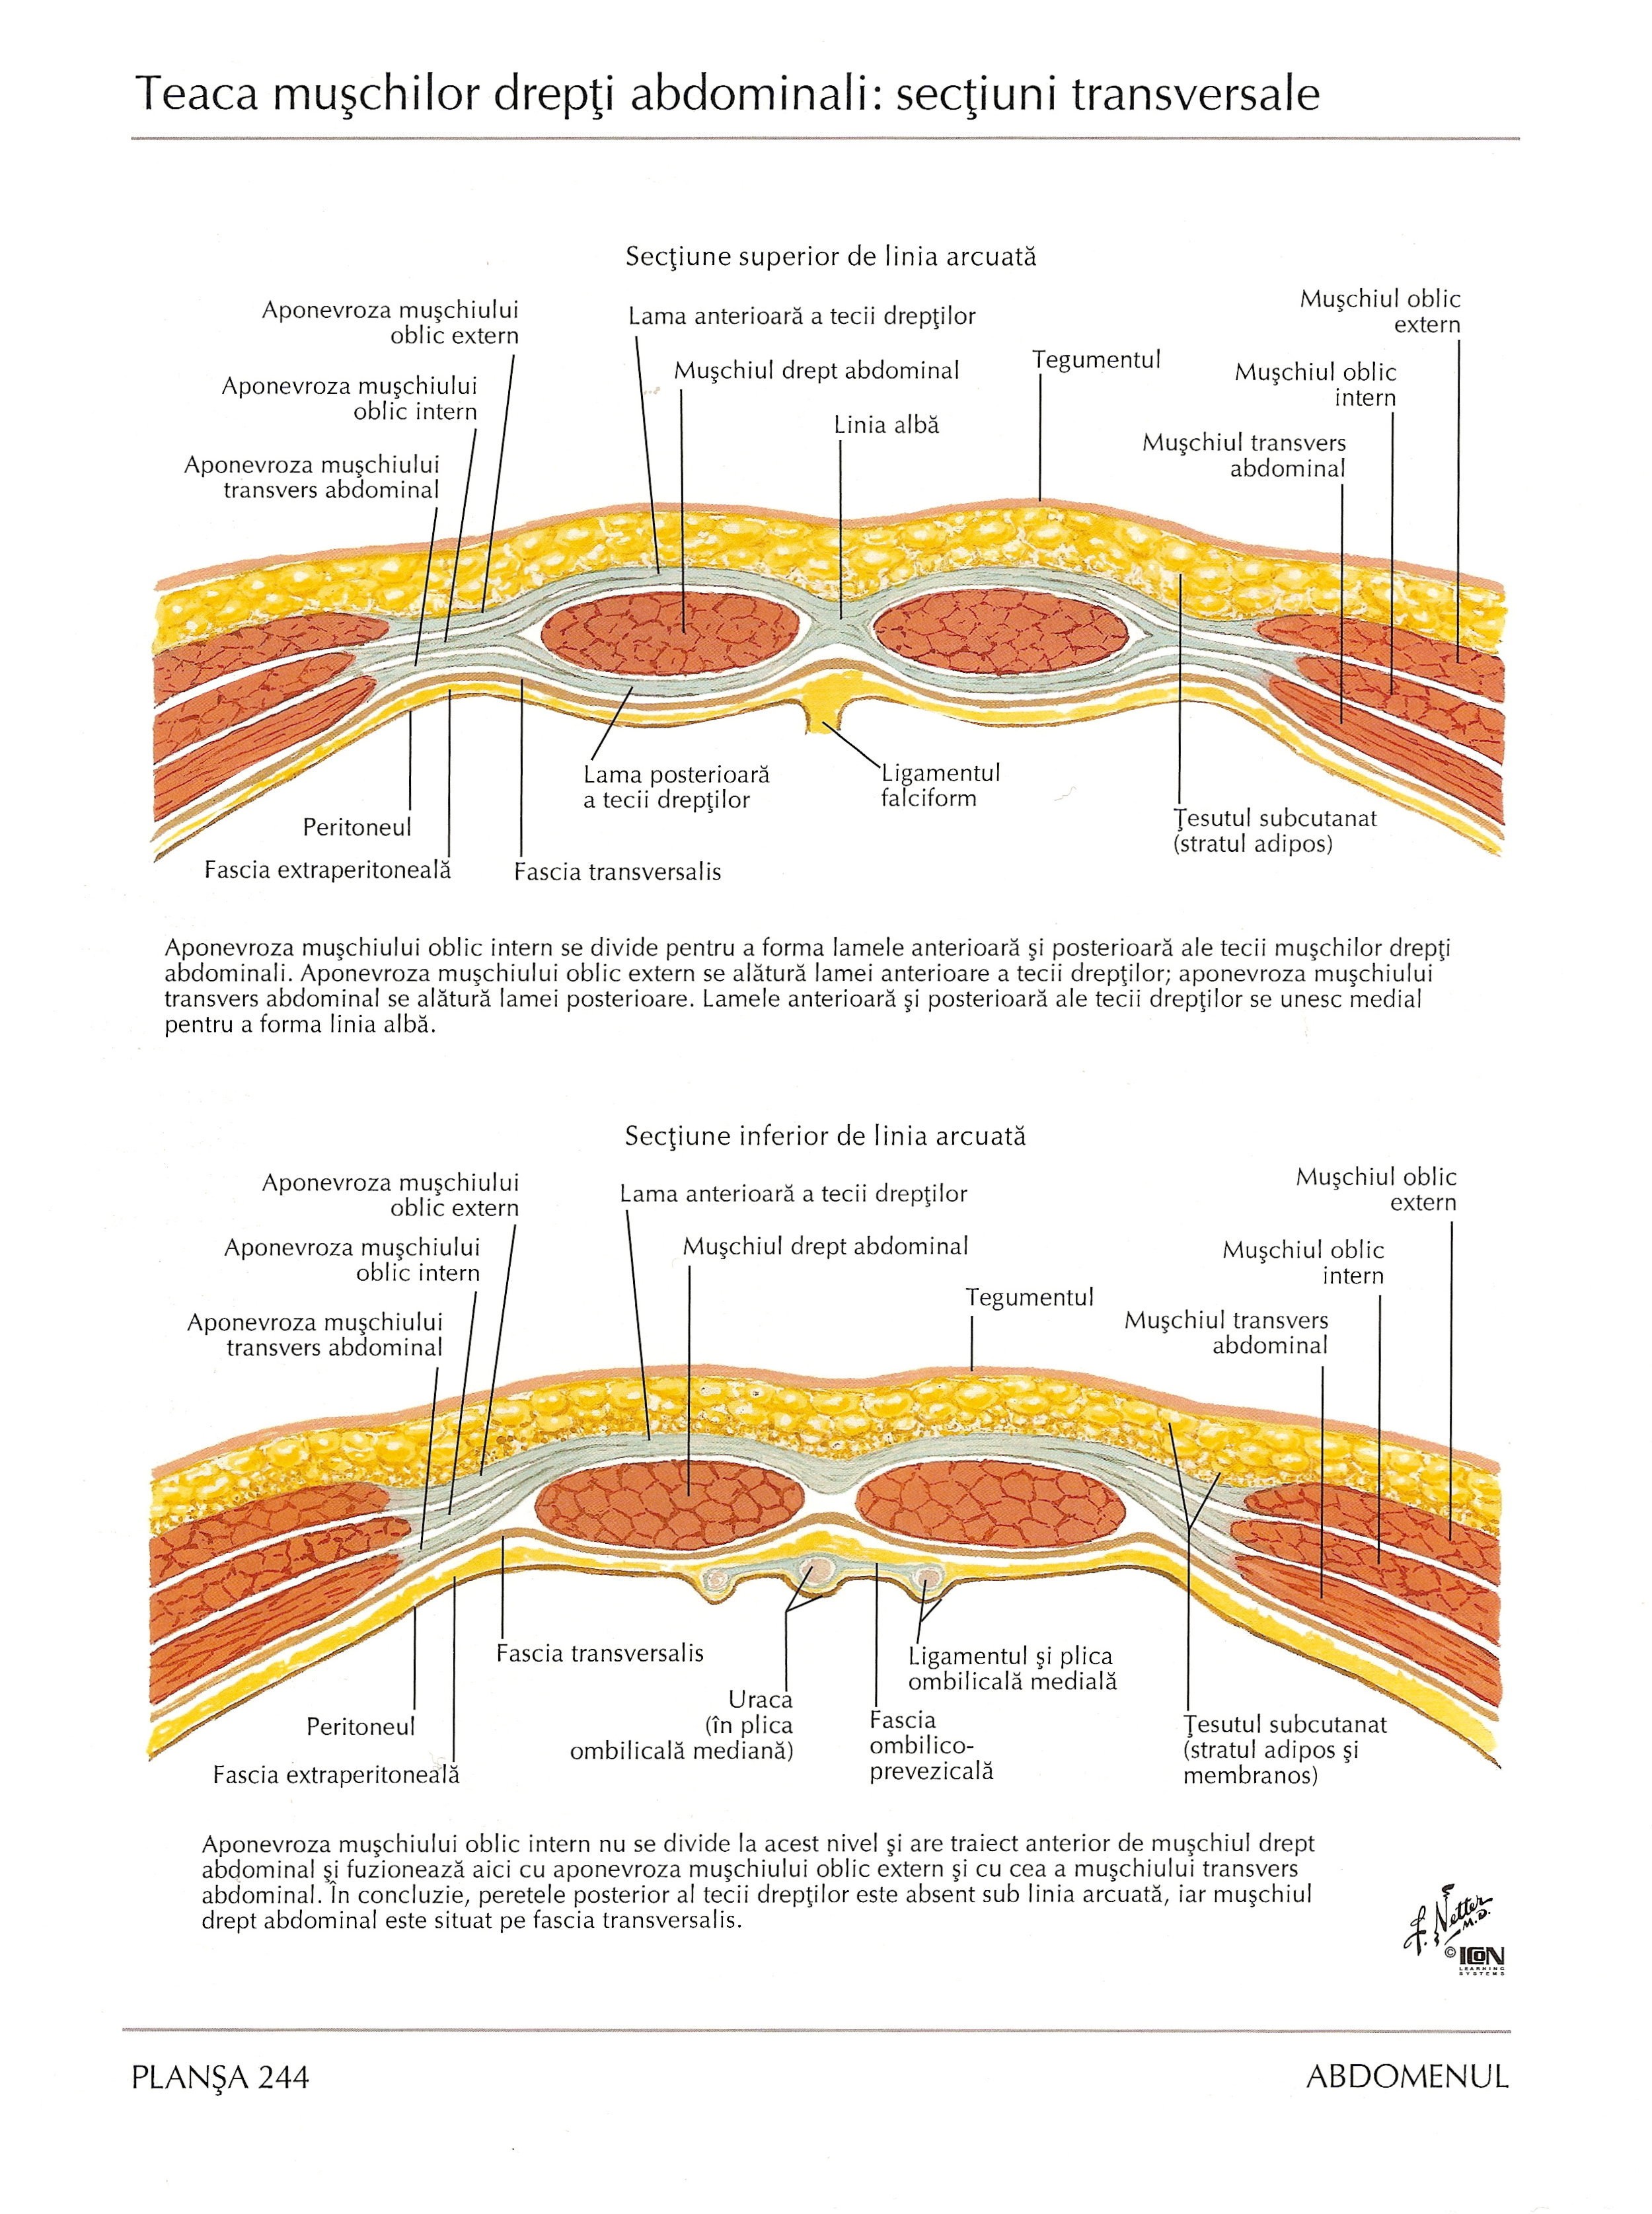 Teaca muşchilor drepţi abdominali: secţiuni transversale
Secţiune superior de linia arcuată
Aponevroza muşchiului
oblic extern
Aponevroza muşchiului
oblic intern
Aponevroza muşchiului
transvers abdominal
Lama anterioară a tecii drepţilor
Muşchiul drept abdominal
Linia albă
Tegumentul
Muşchiul oblic
extern
Muşchiul oblic
intern
Muşchiul transvers
abdominal
Lama posterioară
a tecii drepţilor
Ligamentul
falciform
Ţesutul subcutanat
(stratul adipos)
Peritoneul
Fascia extraperitoneală
Fascia transversalis
Aponevroza muşchiului oblic intern se divide pentru a forma lamele anterioară şi posterioară ale tecii muşchilor drepţi
abdominali. Aponevroza muşchiului oblic extern se alătură lamei anterioare a tecii drepţilor; aponevroza muşchiului
transvers abdominal se alătură lamei posterioare. Lamele anterioară şi posterioară ale tecii drepţilor se unesc medial
pentru a forma linia albă.
Secţiune inferior de linia arcuată
Aponevroza muşchiului
oblic extern
Aponevroza muşchiului
oblic intern
Aponevroza muşchiului
transvers abdominal
Lama anterioară a tecii drepţilor
Muşchiul drept abdominal
Tegumentul
Muşchiul oblic
extern
Muşchiul oblic
intern
Muşchiul transvers
abdominal
Fascia transversalis
Peritoneul
Fascia extraperitoneală
Uraca
(în plica
ombilicală mediană)
Ligamentul şi plica
ombilicală medială
Fascia
ombilico-
prevezicală
Ţesutul subcutanat
(stratul adipos şi
membranos)
Aponevroza muşchiului oblic intern nu se divide la acest nivel şi are traiect anterior de muşchiul drept
abdominal şi fuzionează aici cu aponevroza muşchiului oblic extern şi cu cea a muşchiului transvers
abdominal. În concluzie, peretele posterior al tecii drepţilor este absent sub linia arcuată, iar muşchiul
drept abdominal este situat pe fascia transversalis.
F. Netter
M.D.
© ICON
LEARNING
SYSTEMS
PLANŞA 244
ABDOMENUL